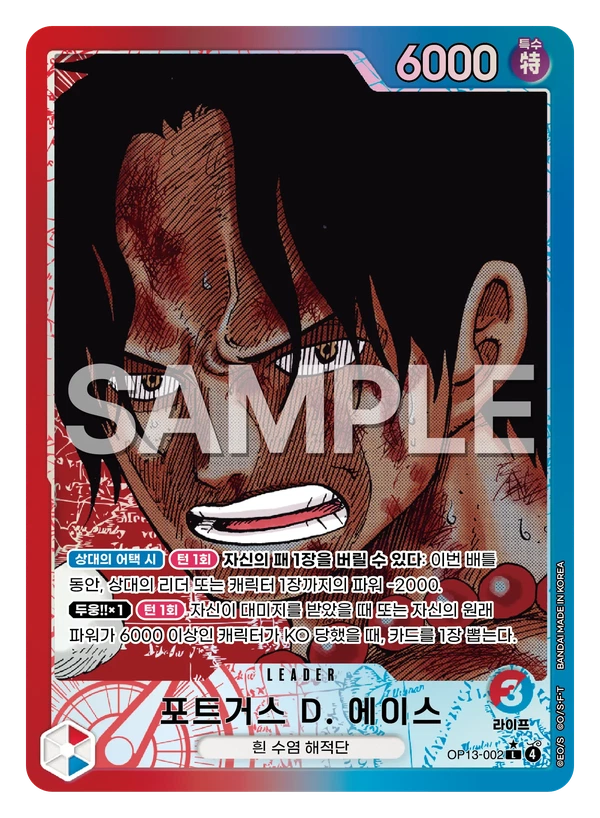 6000
특수
特
SAMPLE
상대의 어택 시 턴 1회 자신의 패 1장을 버릴 수 있다: 이번 배틀
동안, 상대의 리더 또는 캐릭터 1장까지의 파워 -2000.
두웅!!×1 턴 1회 자신이 대미지를 받았을 때 또는 자신의 원래
파워가 6000 이상인 캐릭터가 KO 당했을 때, 카드를 1장 뽑는다.
LEADER
포트거스 D. 에이스
흰 수염 해적단
3
라이프
OP13-002 L 4
©EO/S ©O/S·F·T BANDAI MADE IN KOREA